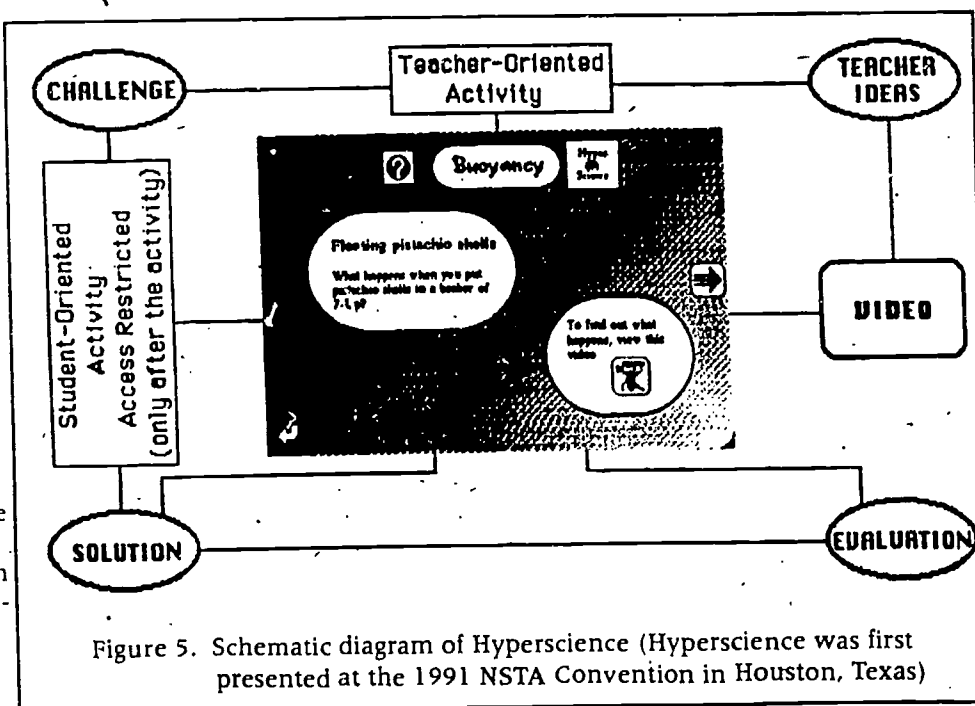 CHALLENGE
Teacher-Oriented
Activity
TEACHER
IDEAS
Student-Oriented
Activity
Access Restricted
(only after the activity)
?
Buoyancy
Hyper
Science
Floating pistachio shells
What happens when you put
pistachio shells in a beaker of
7-
To find out what
happens, view this
video
VIDEO
SOLUTION
EVALUATION
Figure 5. Schematic diagram of Hyperscience (Hyperscience was first
presented at the 1991 NSTA Convention in Houston, Texas)